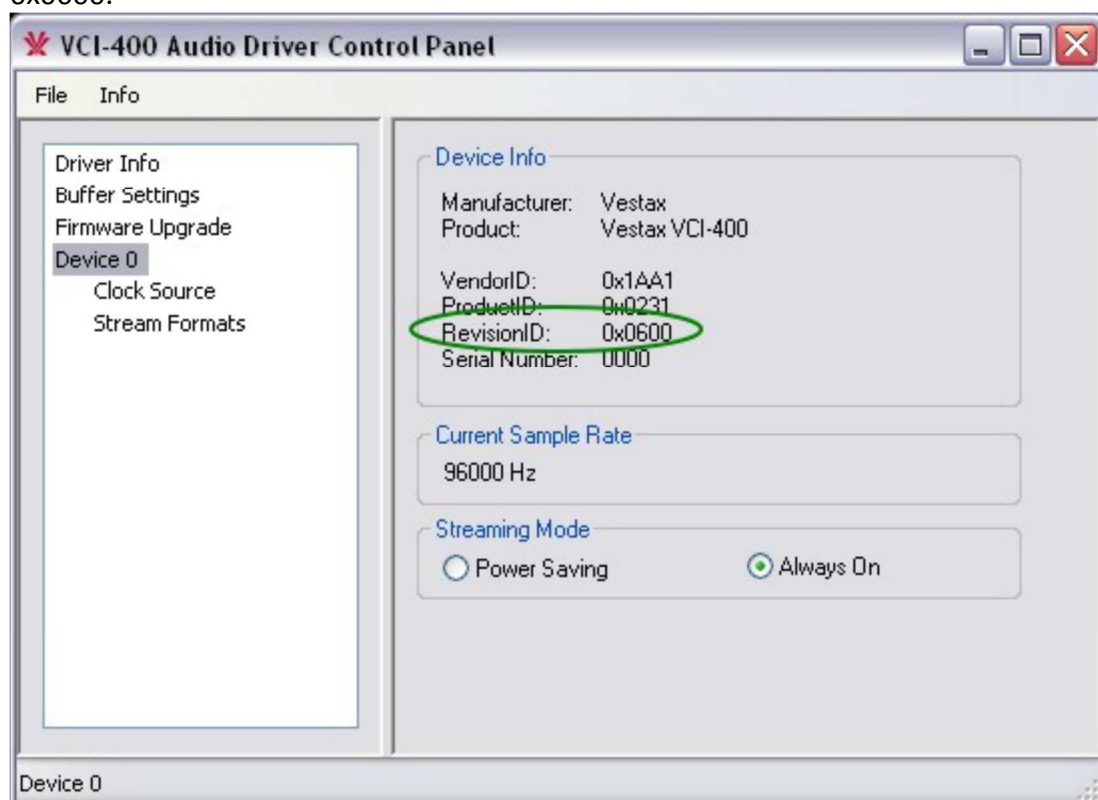 VCI-400 Audio Driver Control Panel
File Info
Driver Info
Buffer Settings
Firmware Upgrade
Device 0
Clock Source
Stream Formats
Device Info
Manufacturer: Vestax
Product: Vestax VCI-400
VendorID: 0x1AA1
ProductID: 0x0231
RevisionID: 0x0600
Serial Number: 0000
Current Sample Rate
96000 Hz
Streaming Mode
Power Saving Always On
Device 0